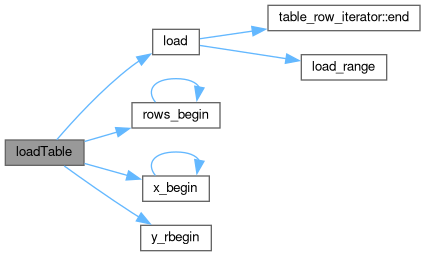 table_row_iterator::end
load
load_range
rows_begin
loadTable
x_begin
y_rbegin